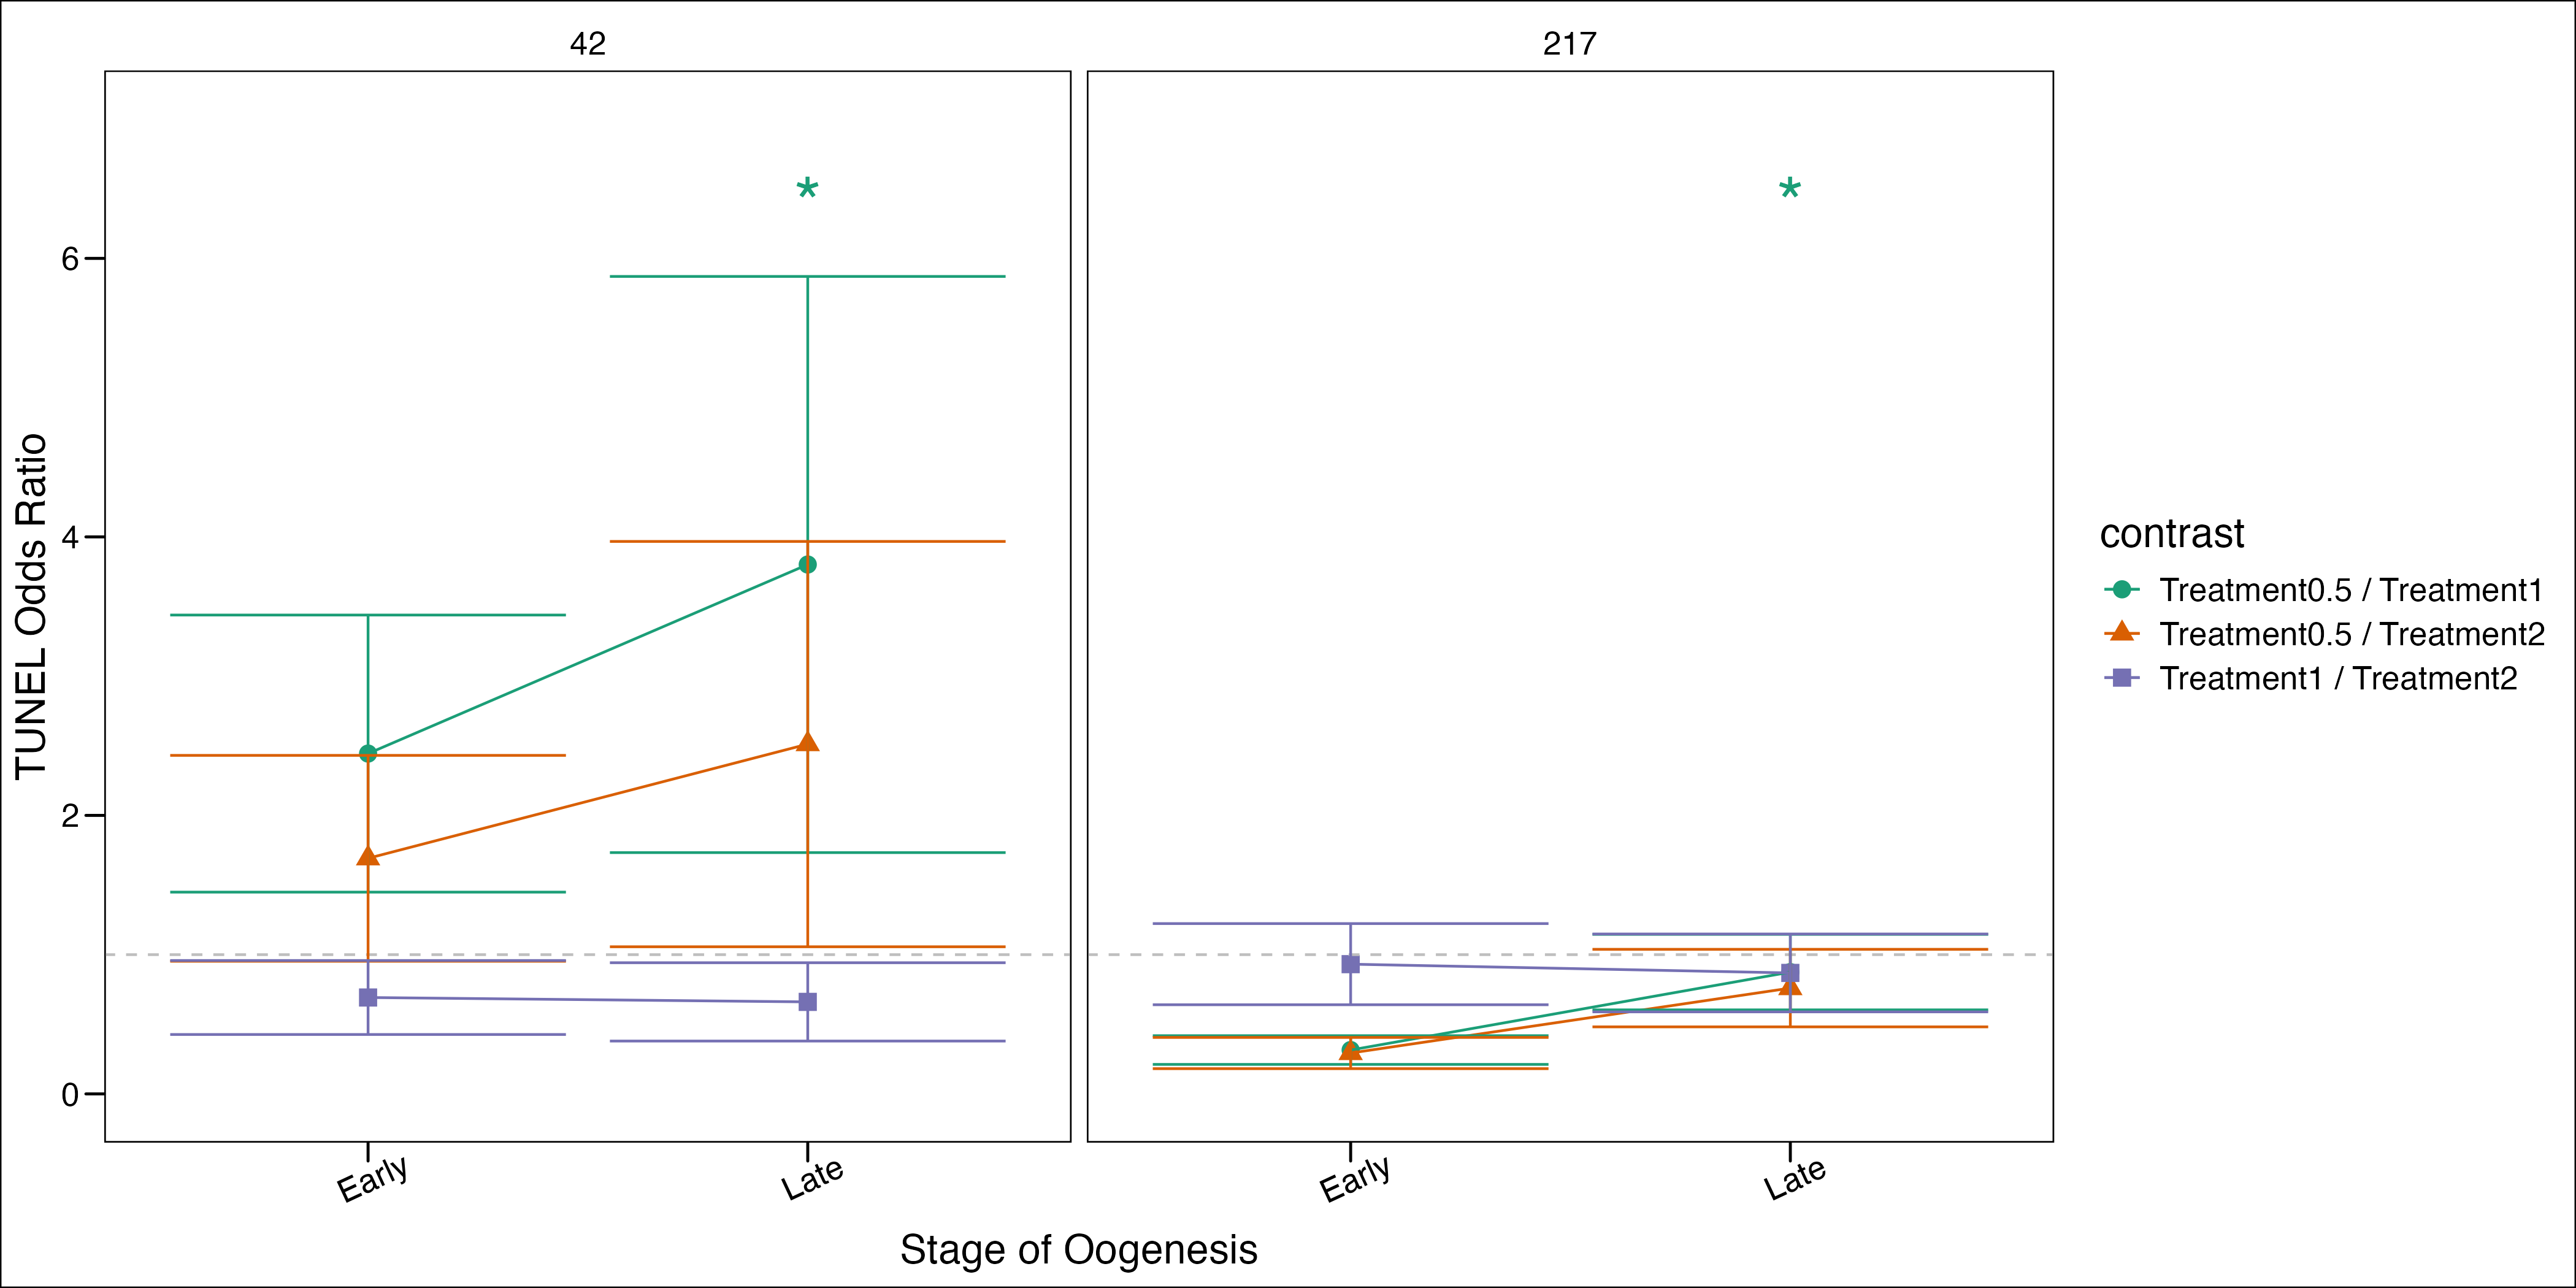 42
217
*
*
6
4
2
0
TUNEL Odds Ratio
Early
Late
Early
Late
Stage of Oogenesis
contrast
Treatment0.5 / Treatment1
Treatment0.5 / Treatment2
Treatment1 / Treatment2